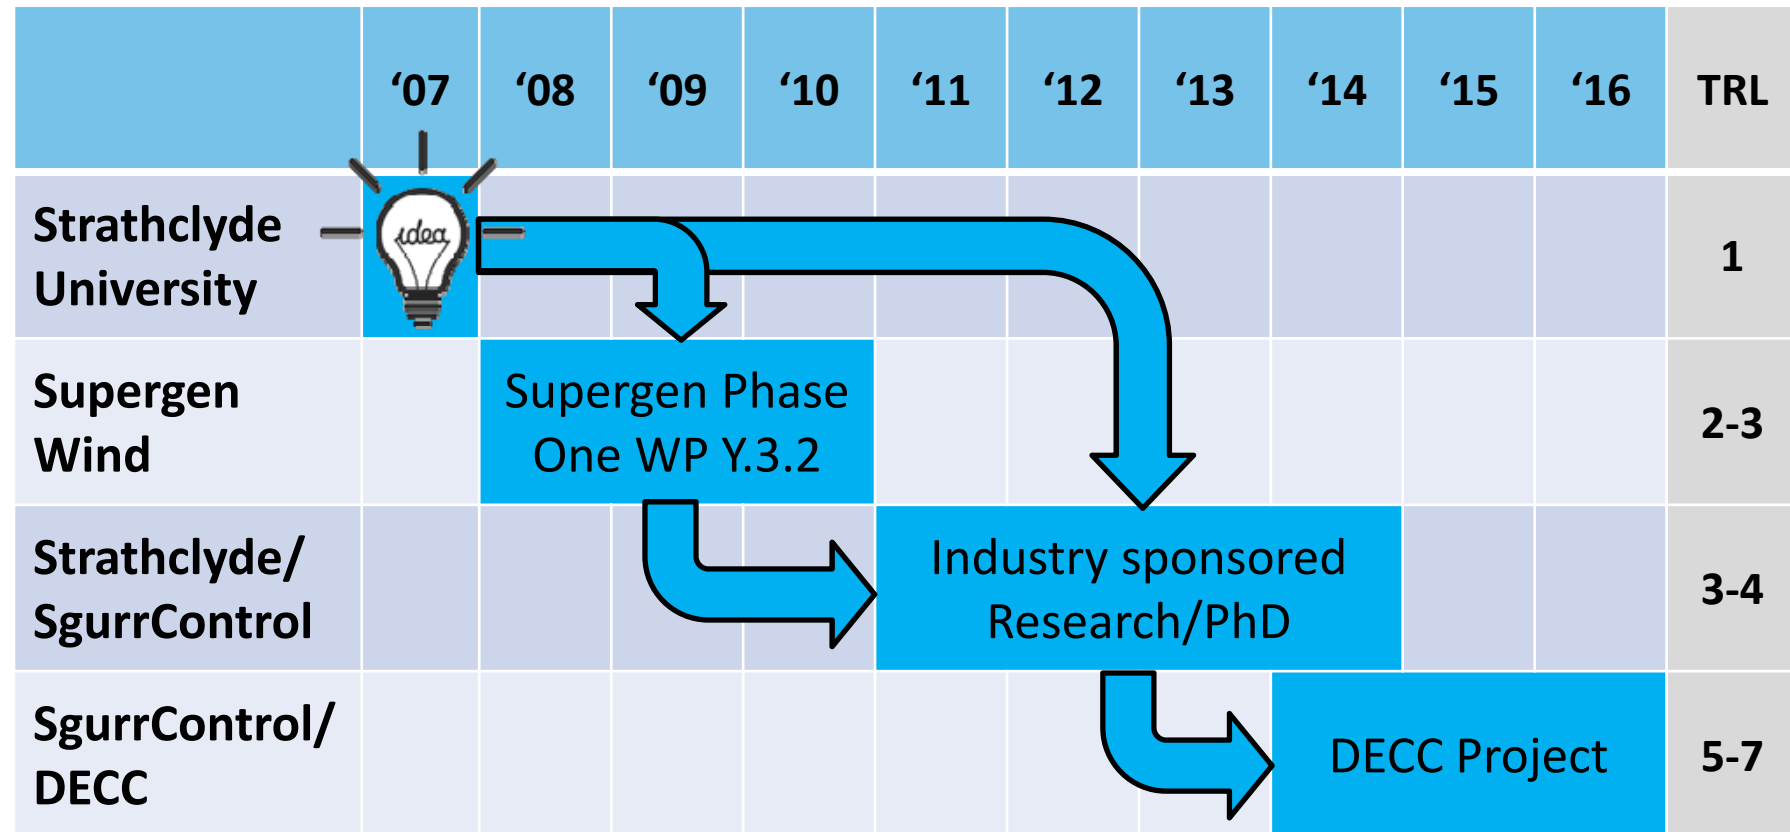 ‘07 ‘08 ‘09 ‘10 ‘11 ‘12 ‘13 ‘14 ‘15 ‘16 TRL
idea
Strathclyde
University
1
Supergen
Wind
Supergen Phase
One WP Y.3.2
2-3
Strathclyde/
SgurrControl
Industry sponsored
Research/PhD
3-4
SgurrControl/
DECC
DECC Project
5-7